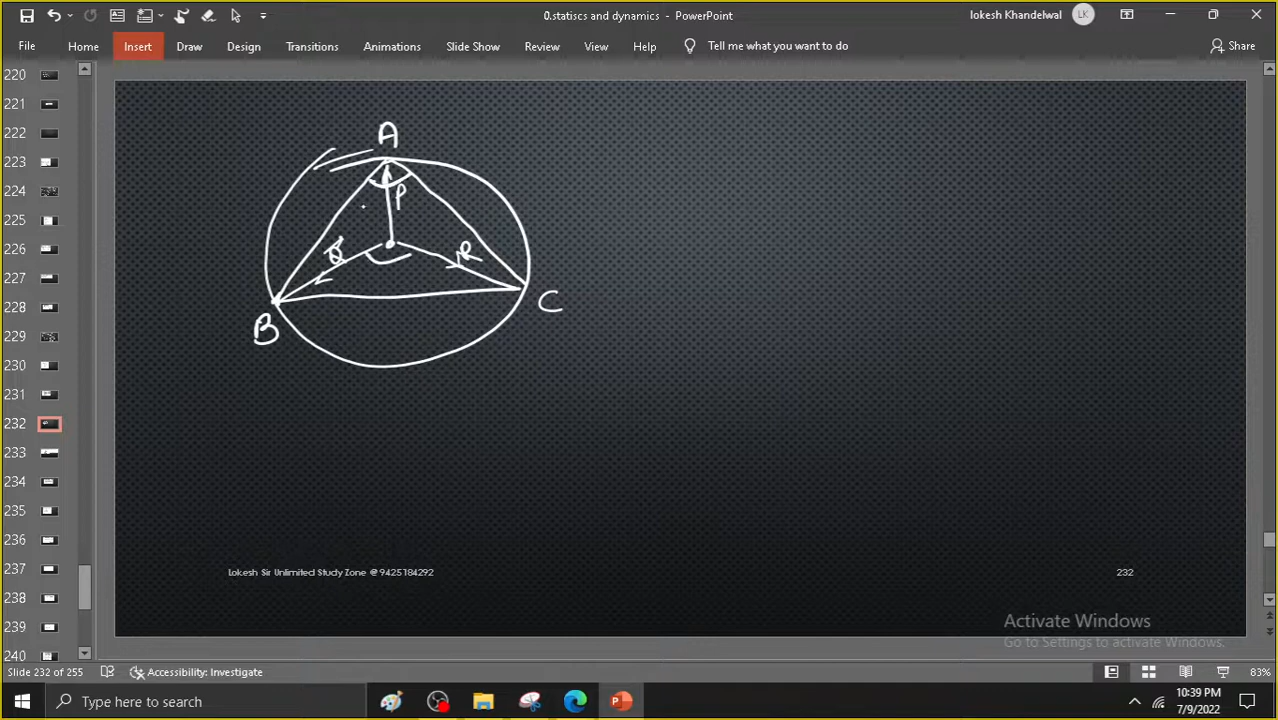 0.statiscs and dynamics - PowerPoint
lokesh Khandelwal
LK
File
Home
Insert
Draw
Design
Transitions
Animations
Slide Show
Review
View
Help
Tell me what you want to do
Share
220
221
222
223
224
225
226
227
228
229
230
231
232
233
234
235
236
237
238
239
240
A
P
Q
R
B
C
Lokesh Sir Unlimited Study Zone @ 9425184292
232
Activate Windows
Go to Settings to activate Windows.
Slide 232 of 255
Accessibility: Investigate
83%
Type here to search
10:39 PM
7/9/2022